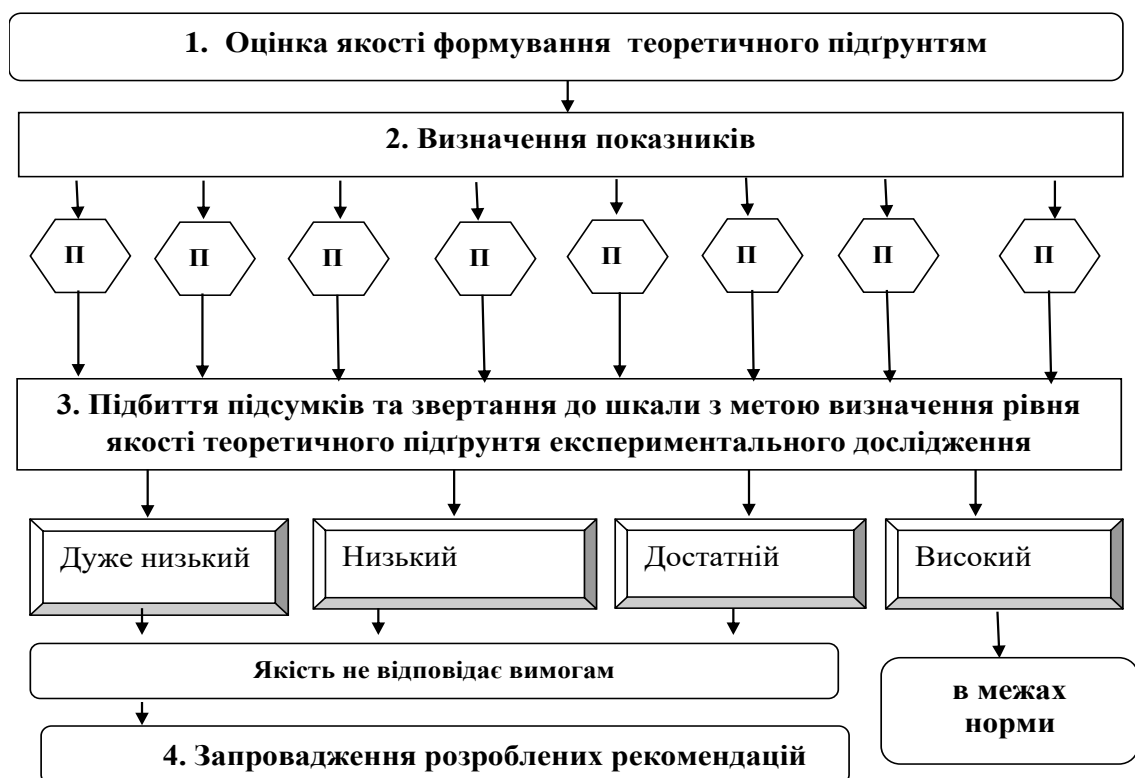 1. Оцінка якості формування теоретичного підґрунтям
2. Визначення показників
П П П П П П П П
3. Підбиття підсумків та звертання до шкали з метою визначення рівня
якості теоретичного підґрунтя експериментального дослідження
Дуже низький Низький Достатній Високий
Якість не відповідає вимогам
в межах
норми
4. Запровадження розроблених рекомендацій